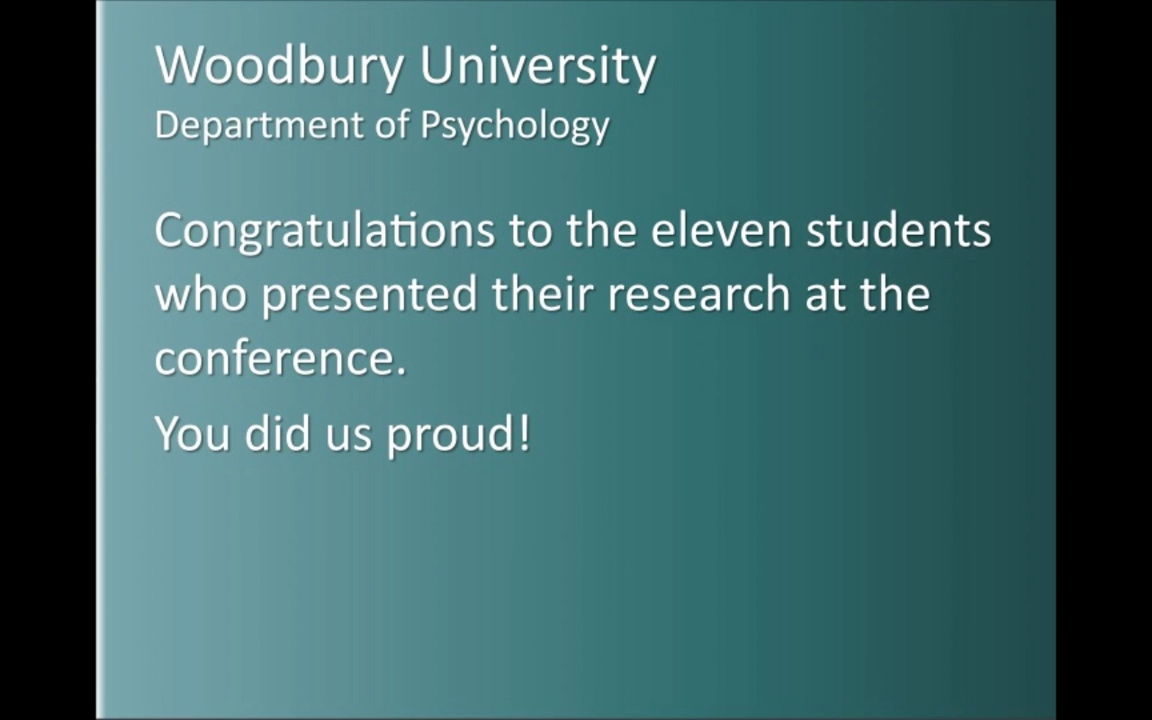 Woodbury University
Department of Psychology
Congratulations to the eleven students
who presented their research at the
conference.
You did us proud!